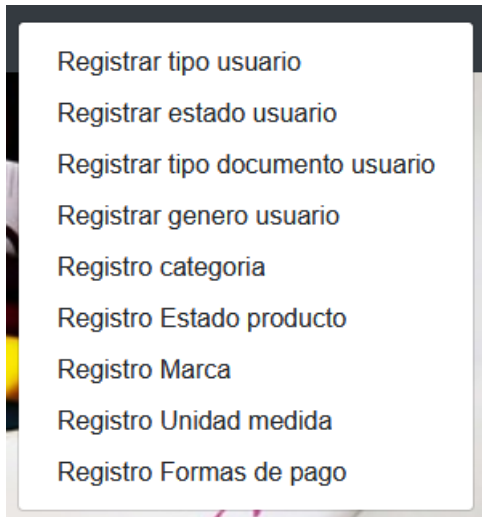 Registrar tipo usuario
Registrar estado usuario
Registrar tipo documento usuario
Registrar genero usuario
Registro categoria
Registro Estado producto
Registro Marca
Registro Unidad medida
Registro Formas de pago